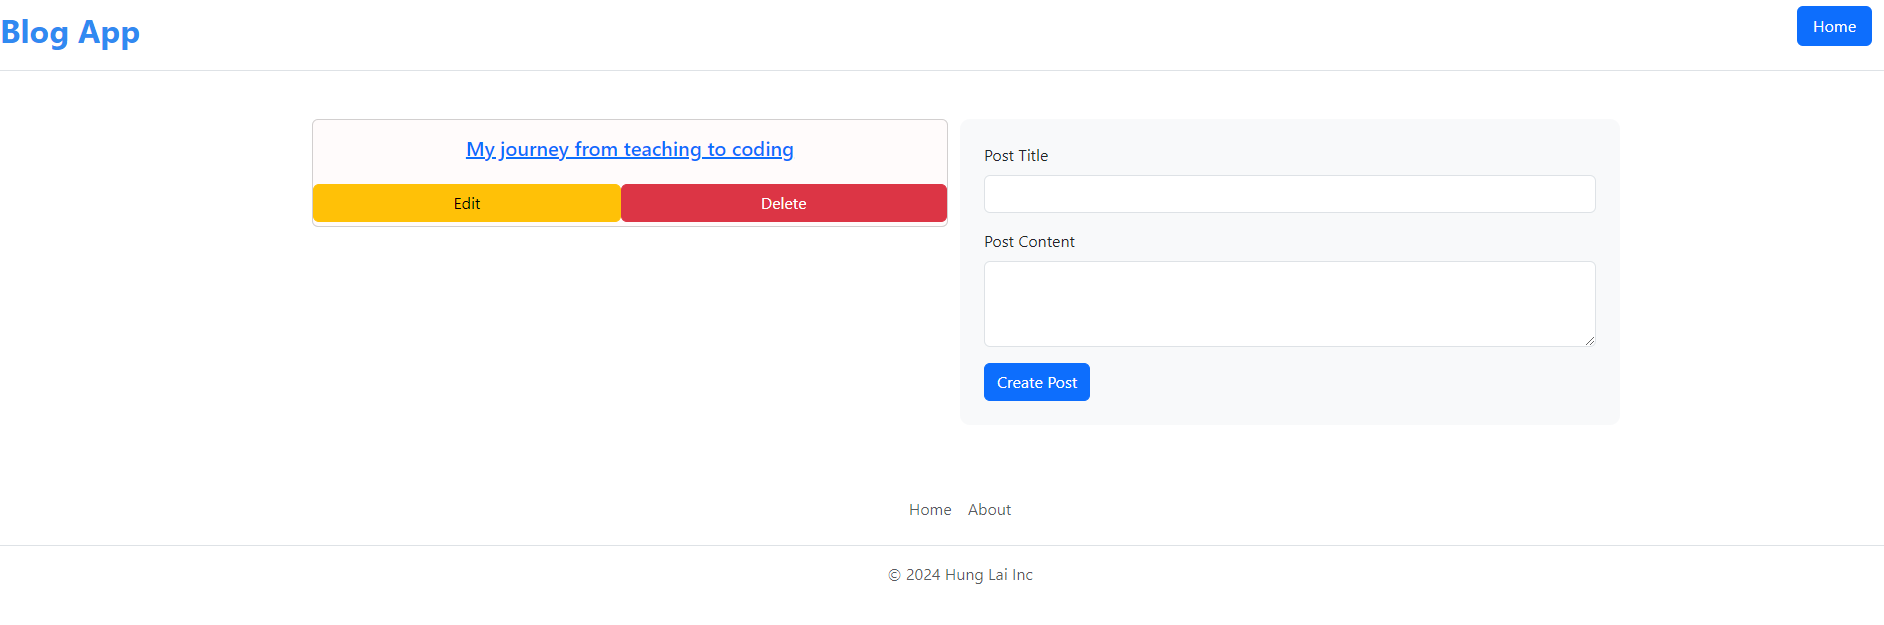 Blog App
Home
My journey from teaching to coding
Edit
Delete
Post Title
Post Content
Create Post
Home
About
© 2024 Hung Lai Inc